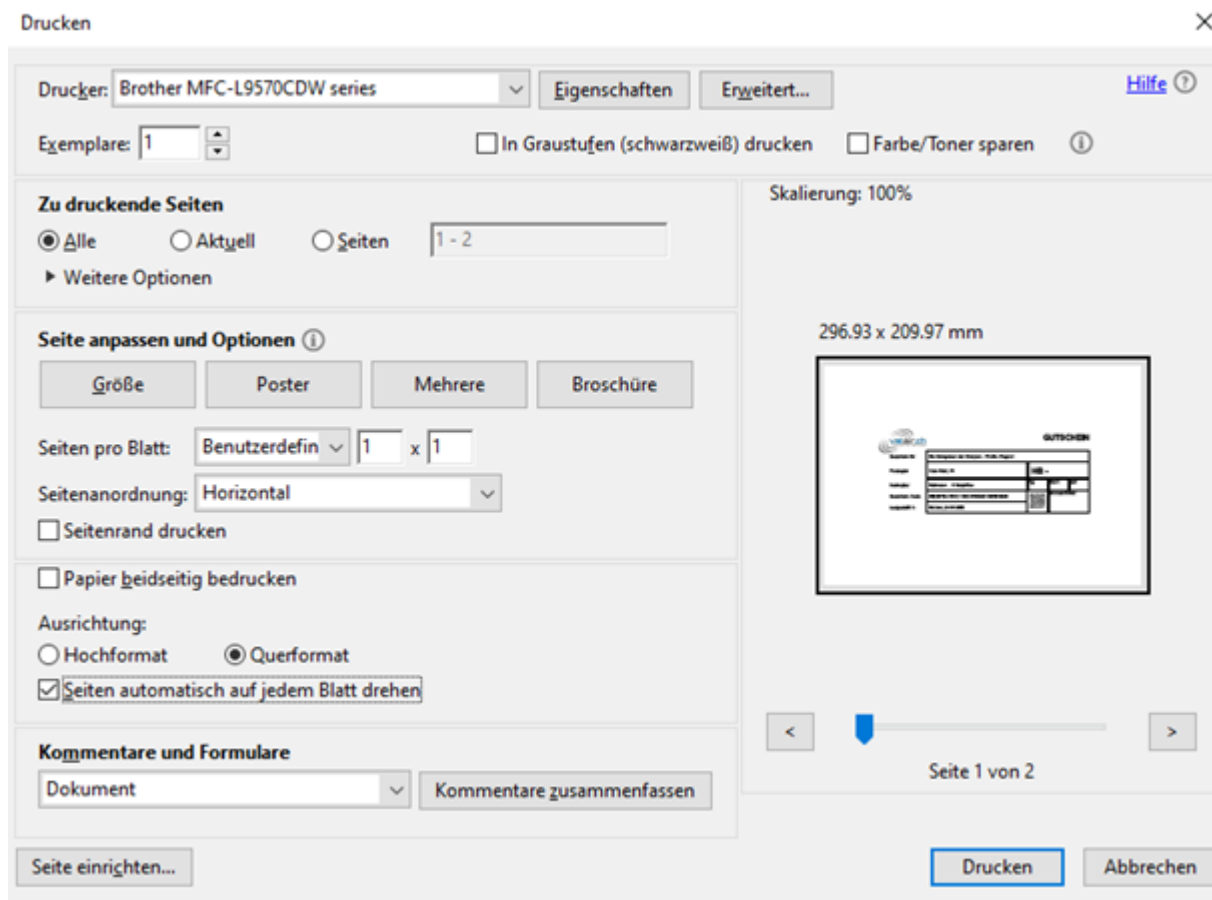 Drucken
Drucker: Brother MFC-L9570CDW series Eigenschaften Erweitert... Hilfe
Exemplare: 1 In Graustufen (schwarzweiß) drucken Farbe/Toner sparen
Zu druckende Seiten
Alle Aktuell Seiten 1 - 2
Weitere Optionen
Seite anpassen und Optionen
Größe Poster Mehrere Broschüre
Seiten pro Blatt: Benutzerdefin 1 x 1
Seitenanordnung: Horizontal
Seitenrand drucken
Papier beidseitig bedrucken
Ausrichtung:
Hochformat Querformat
Seiten automatisch auf jedem Blatt drehen
Kommentare und Formulare
Dokument Kommentare zusammenfassen
Skalierung: 100%
296.93 x 209.97 mm
GUTSCHEIN
< >
Seite 1 von 2
Seite einrichten... Drucken Abbrechen